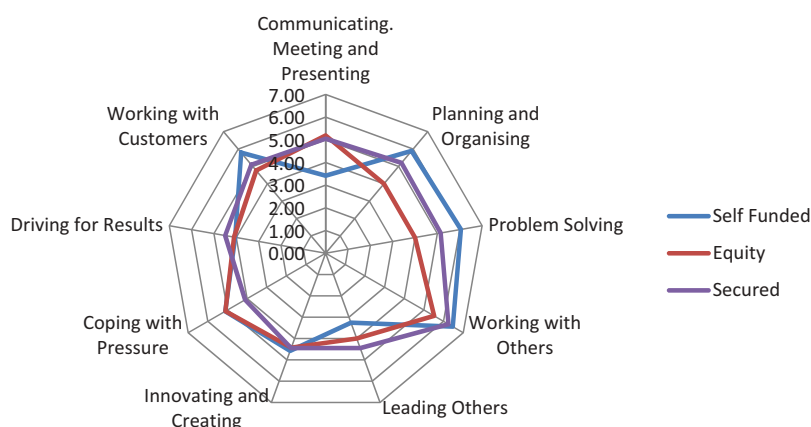 Communicating.
Meeting and
Presenting
7.00
6.00
5.00
4.00
3.00
2.00
1.00
0.00
Planning and
Organising
Problem Solving
Working with
Others
Leading Others
Innovating and
Creating
Coping with
Pressure
Driving for Results
Working with
Customers
Self Funded
Equity
Secured